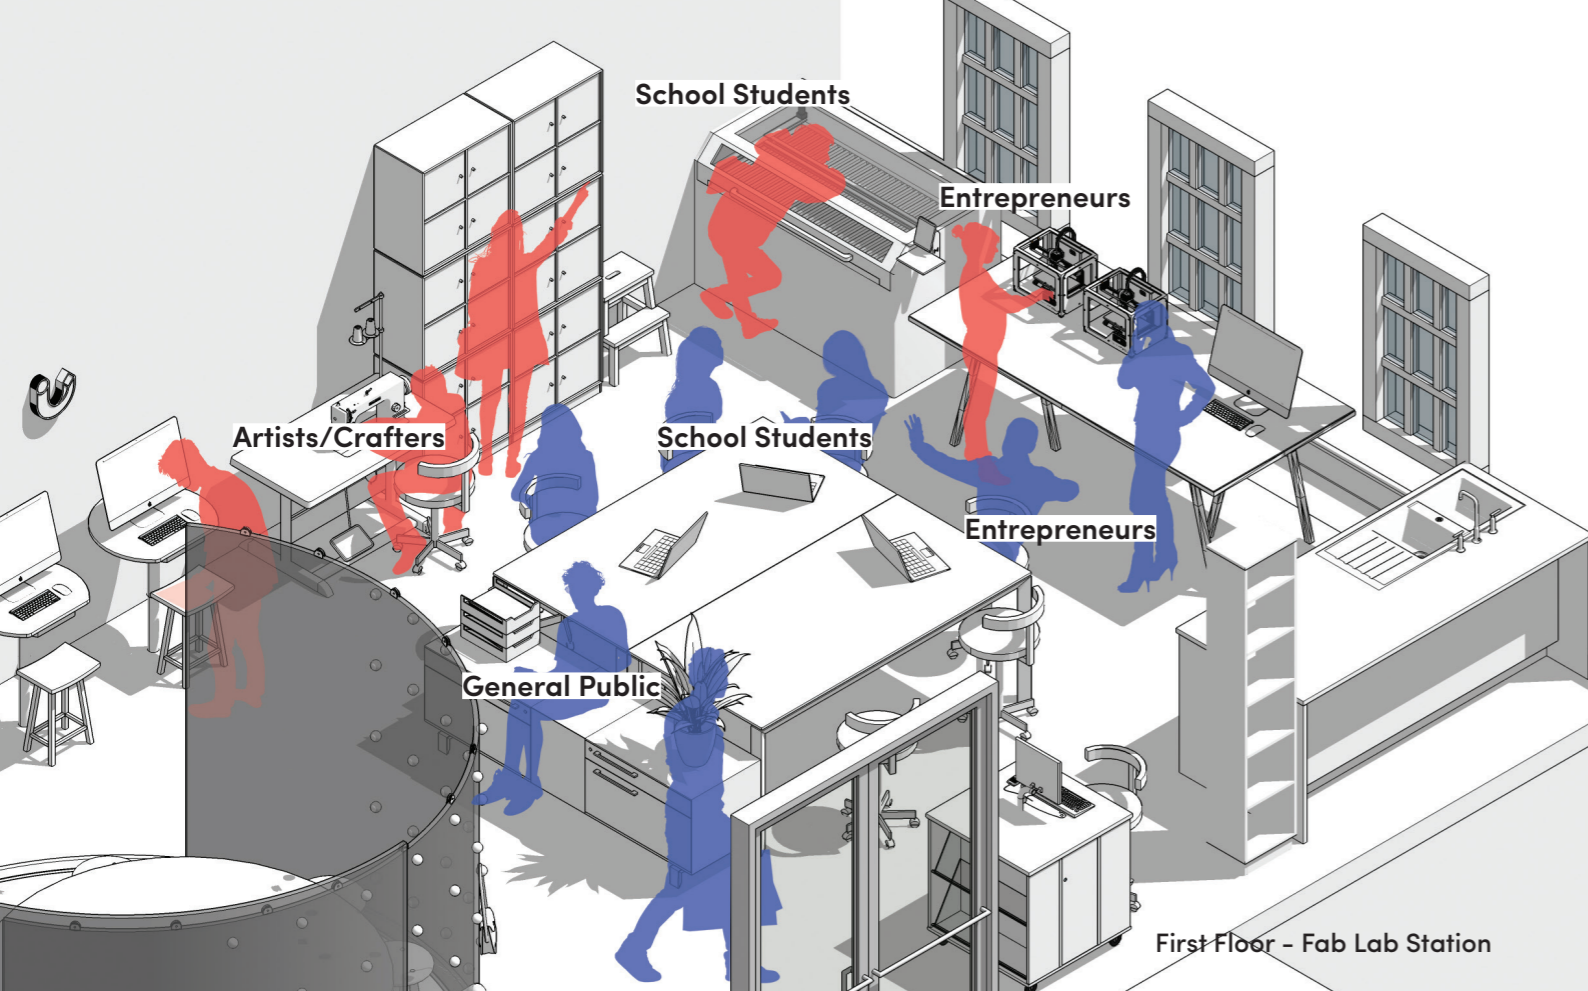 School Students
Entrepreneurs
Artists/Crafters
School Students
Entrepreneurs
General Public
First Floor - Fab Lab Station